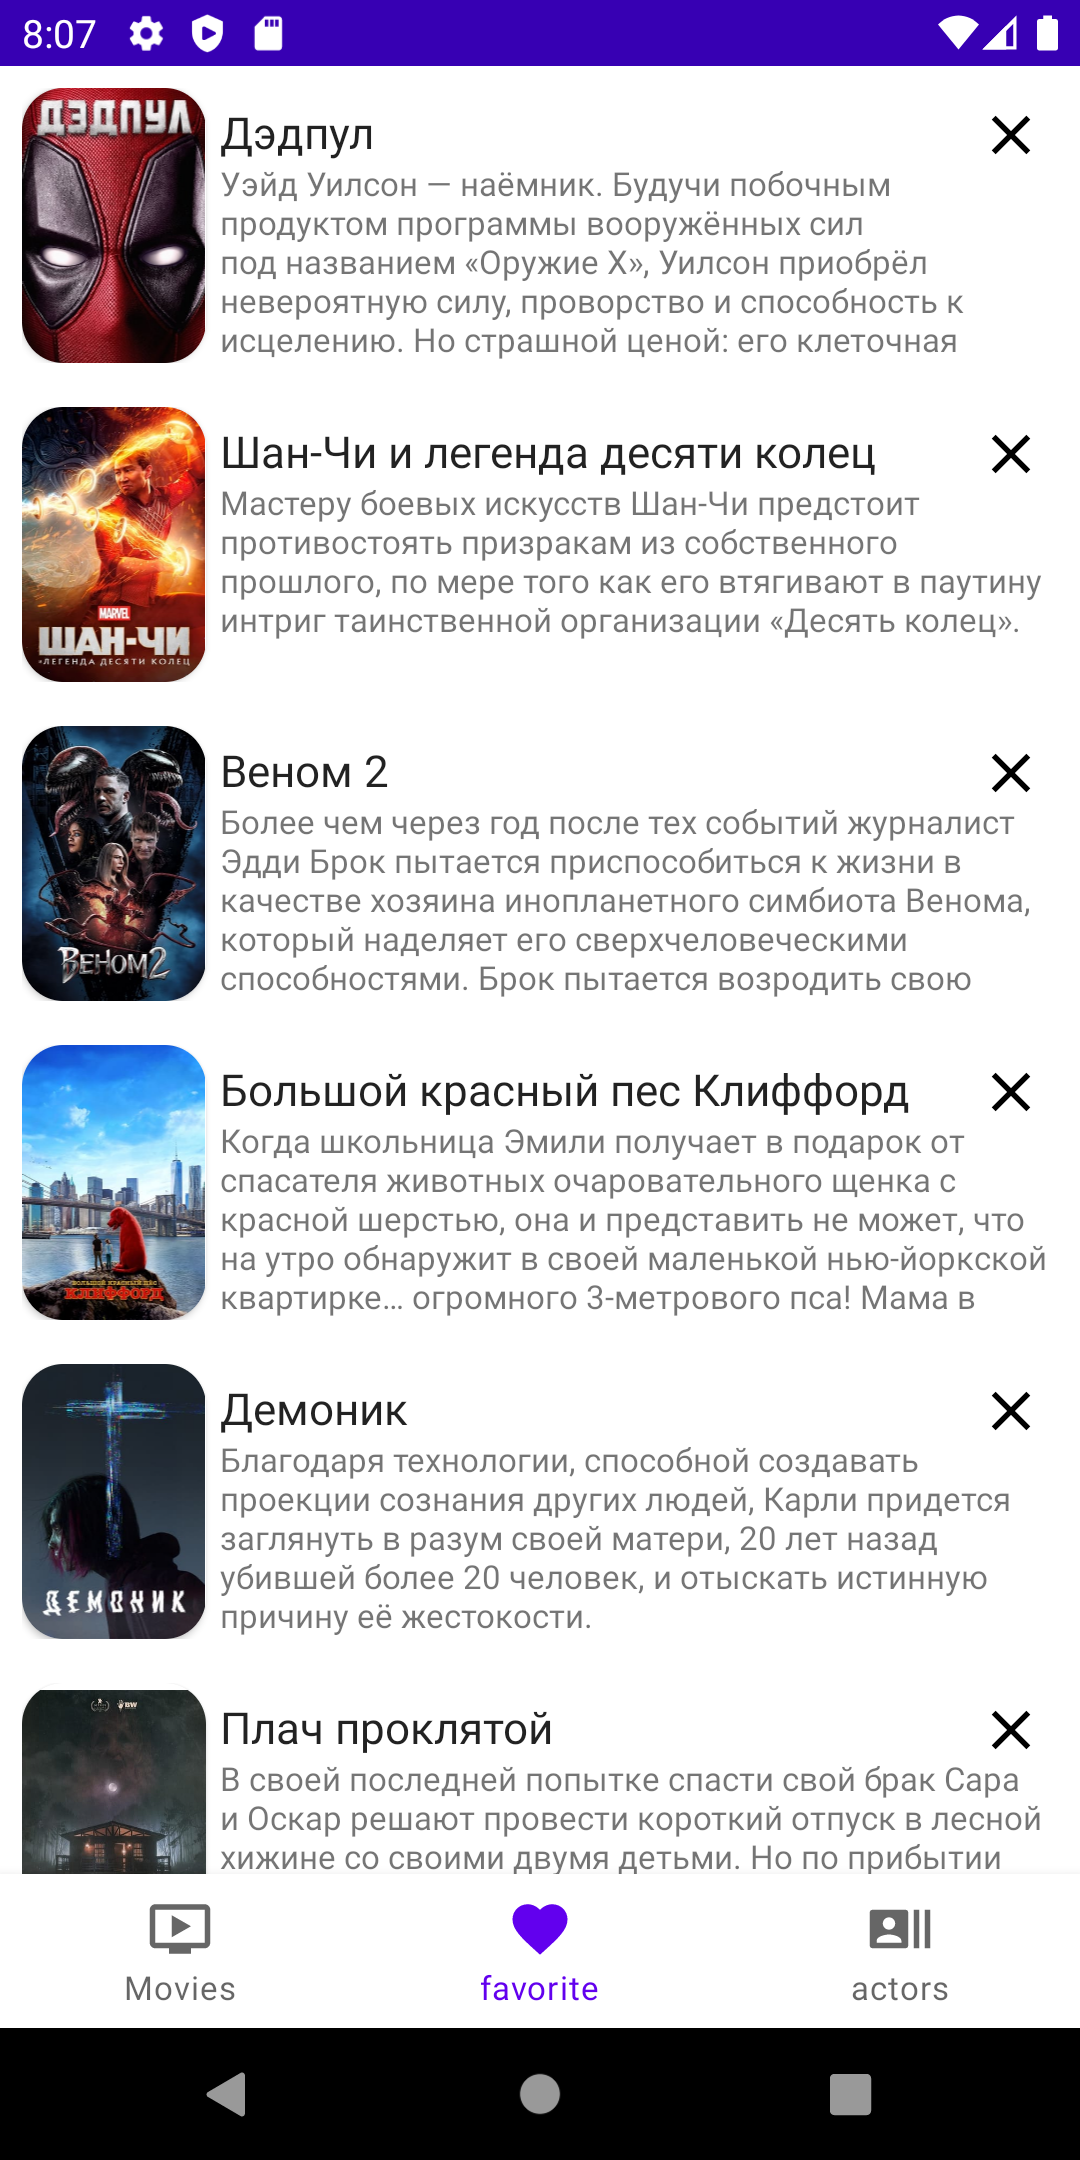 8:07
ДЭДПУЛ
Дэдпул
Уэйд Уилсон — наёмник. Будучи побочным
продуктом программы вооружённых сил
под названием «Оружие X», Уилсон приобрёл
невероятную силу, проворство и способность к
исцелению. Но страшной ценой: его клеточная
MARVEL
ШАН-ЧИ
ЛЕГЕНДА ДЕСЯТИ КОЛЕЦ
Шан-Чи и легенда десяти колец
Мастеру боевых искусств Шан-Чи предстоит
противостоять призракам из собственного
прошлого, по мере того как его втягивают в паутину
интриг таинственной организации «Десять колец».
ВЕНОМ 2
Веном 2
Более чем через год после тех событий журналист
Эдди Брок пытается приспособиться к жизни в
качестве хозяина инопланетного симбиота Венома,
который наделяет его сверхчеловеческими
способностями. Брок пытается возродить свою
БОЛЬШОЙ КРАСНЫЙ ПЕС
КЛИФФОРД
Большой красный пес Клиффорд
Когда школьница Эмили получает в подарок от
спасателя животных очаровательного щенка с
красной шерстью, она и представить не может, что
на утро обнаружит в своей маленькой нью-йоркской
квартирке… огромного 3-метрового пса! Мама в
ДЕМОНИК
Демоник
Благодаря технологии, способной создавать
проекции сознания других людей, Карли придется
заглянуть в разум своей матери, 20 лет назад
убившей более 20 человек, и отыскать истинную
причину её жестокости.
BW
Плач проклятой
В своей последней попытке спасти свой брак Сара
и Оскар решают провести короткий отпуск в лесной
хижине со своими двумя детьми. Но по прибытии
Movies
favorite
actors